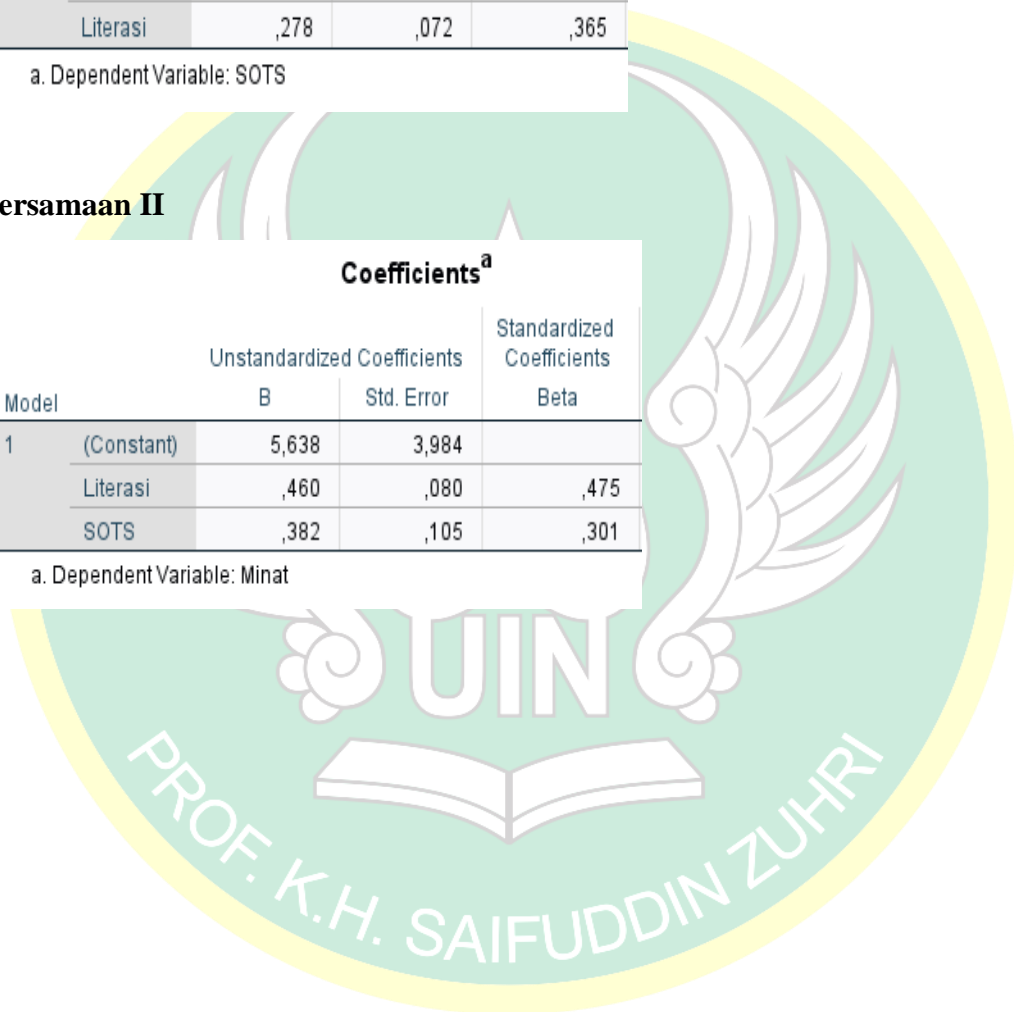 Literasi ,278 ,072 ,365
a. Dependent Variable: SOTS
ersamaan II
Coefficientsa
Standardized
Unstandardized Coefficients Coefficients
Model B Std. Error Beta
1 (Constant) 5,638 3,984
Literasi ,460 ,080 ,475
SOTS ,382 ,105 ,301
a. Dependent Variable: Minat
UIN
PROF. K.H. SAIFUDDIN ZUHRI